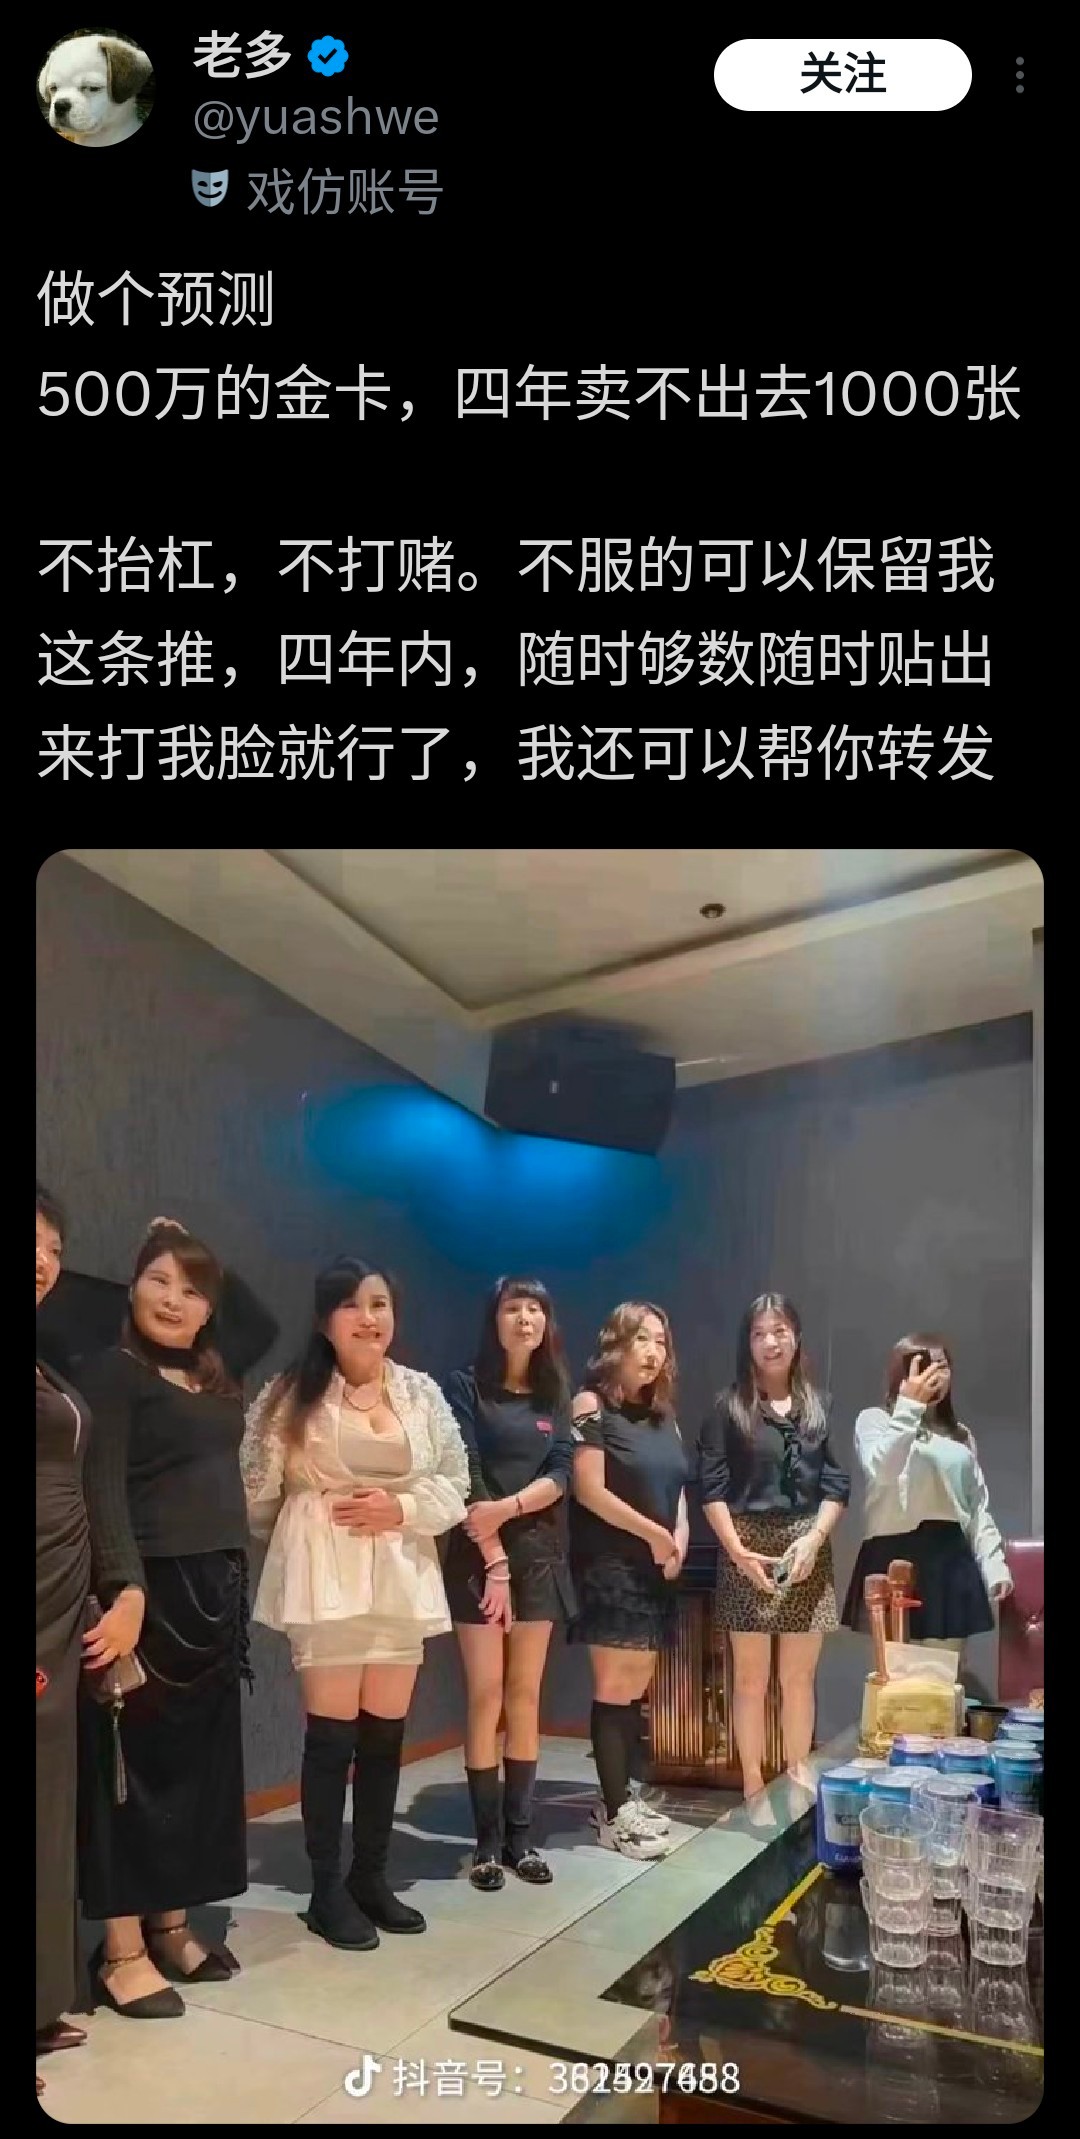 老多
关注
@yuashwe
戏仿账号
做个预测
500万的金卡，四年卖不出去1000张
不抬杠，不打赌。不服的可以保留我
这条推，四年内，随时够数随时贴出
来打我脸就行了，我还可以帮你转发
抖音号：